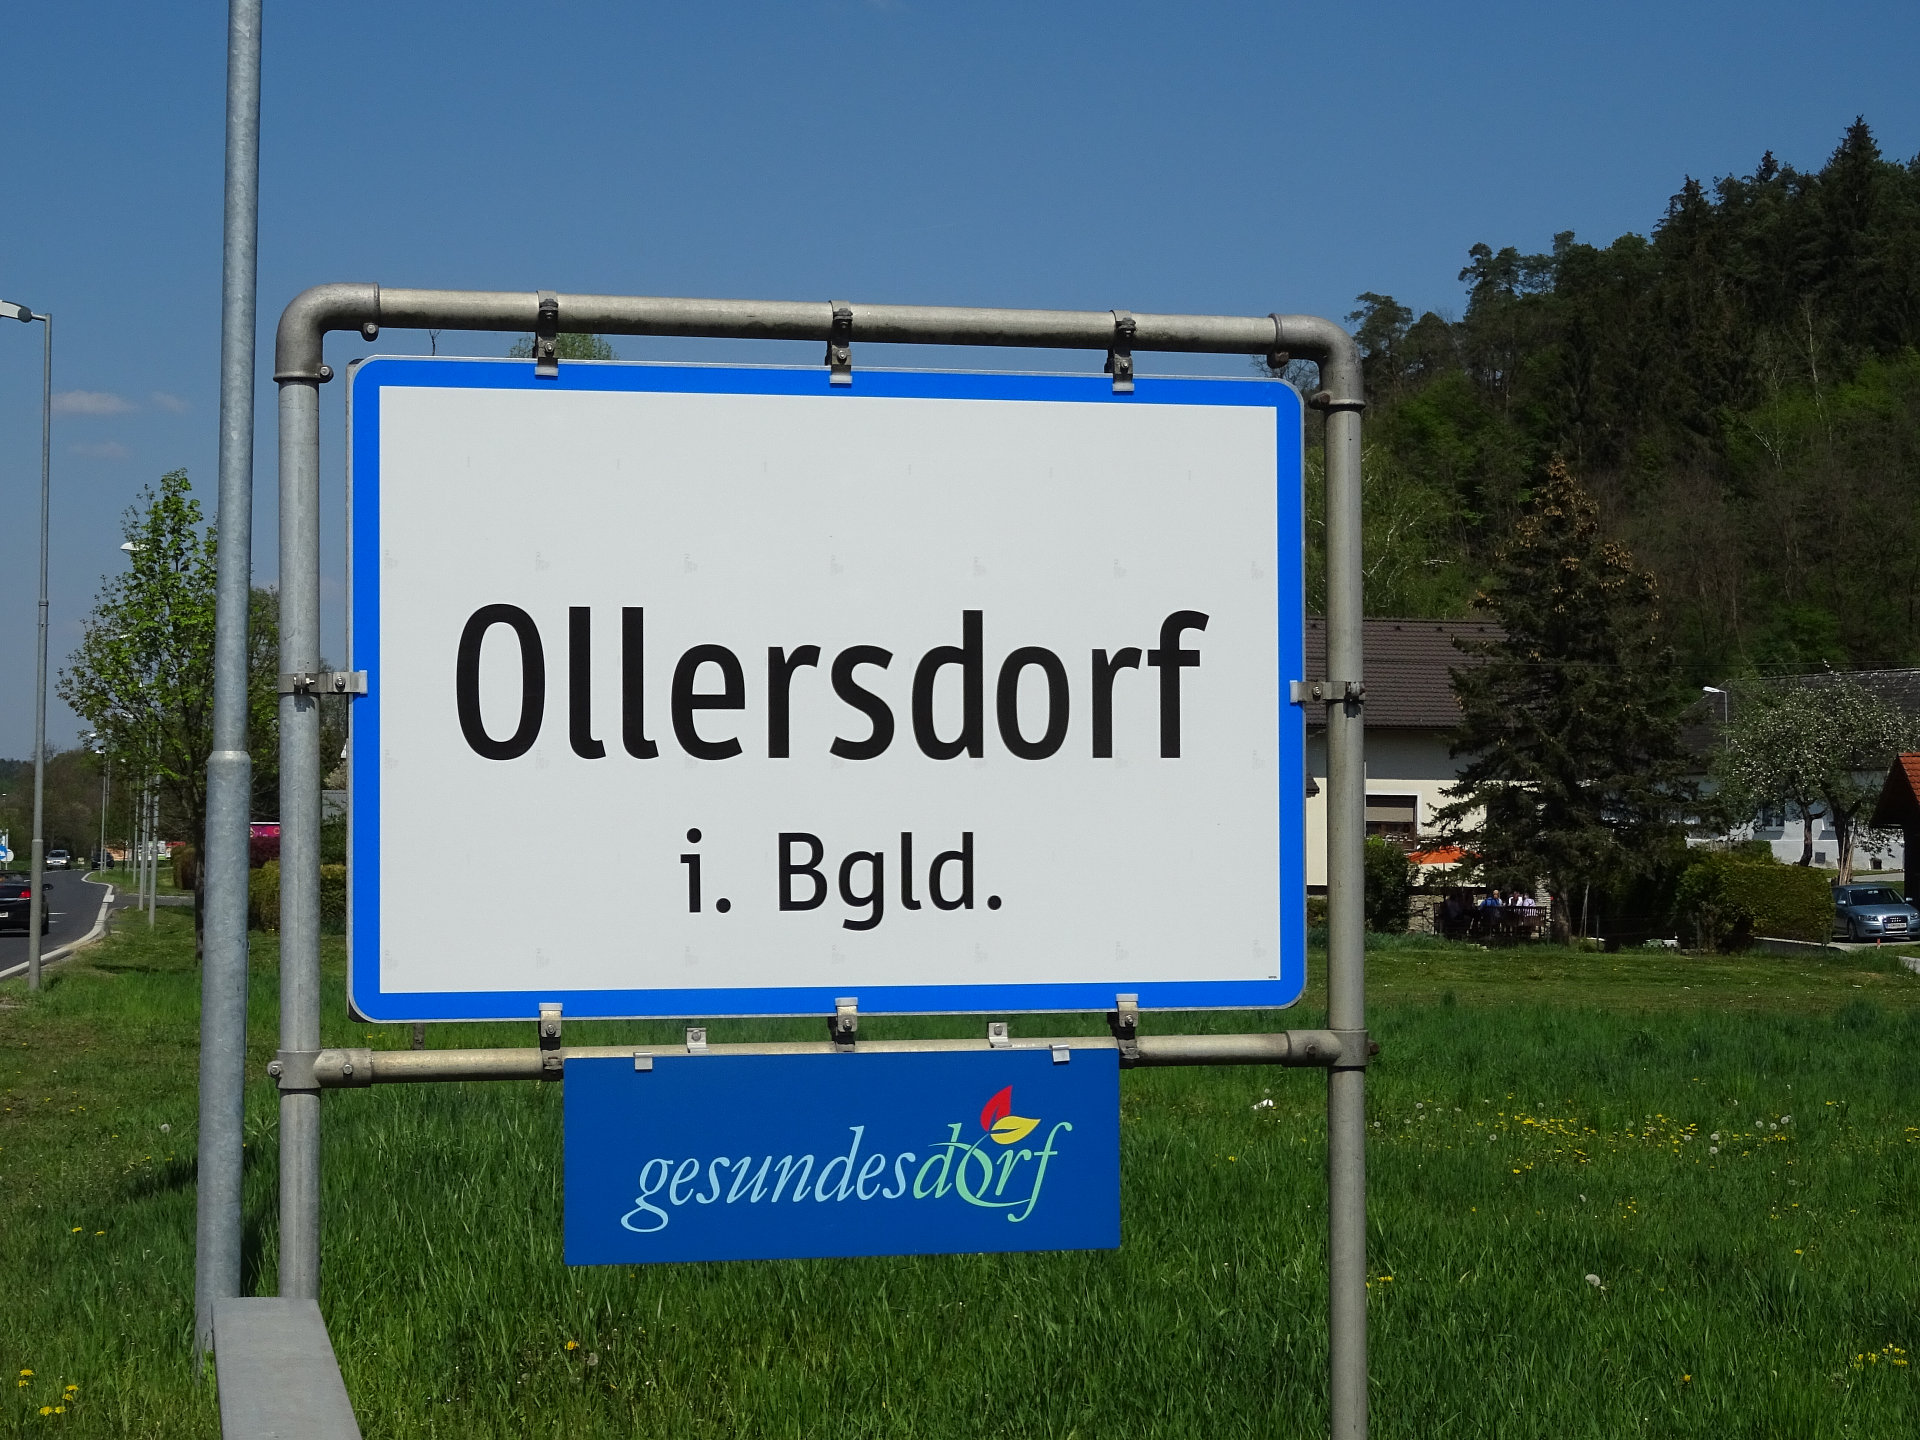 Ollersdorf
i. Bgld.
gesundesdorf